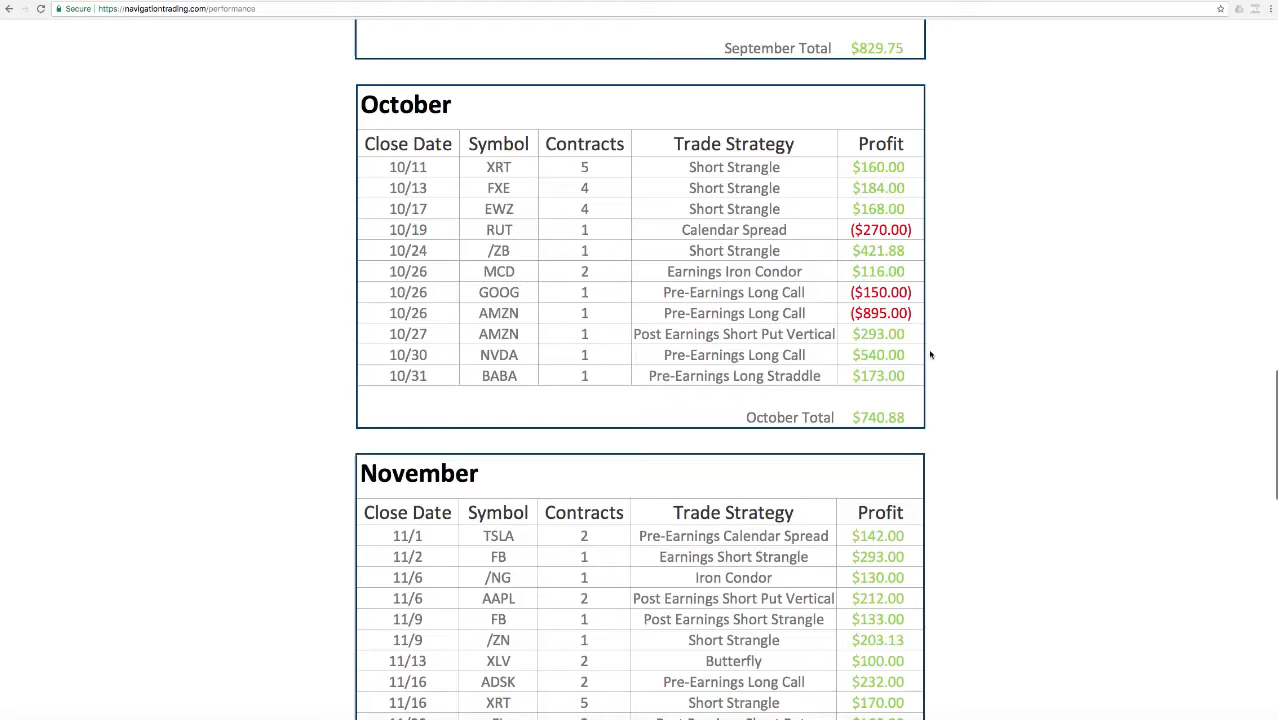 Secure | https://navigationtrading.com/performance
September Total $829.75
October
Close Date Symbol Contracts Trade Strategy Profit
10/11 XRT 5 Short Strangle $160.00
10/13 FXE 4 Short Strangle $184.00
10/17 EWZ 4 Short Strangle $168.00
10/19 RUT 1 Calendar Spread ($270.00)
10/24 /ZB 1 Short Strangle $421.88
10/26 MCD 2 Earnings Iron Condor $116.00
10/26 GOOG 1 Pre-Earnings Long Call ($150.00)
10/26 AMZN 1 Pre-Earnings Long Call ($895.00)
10/27 AMZN 1 Post Earnings Short Put Vertical $293.00
10/30 NVDA 1 Pre-Earnings Long Call $540.00
10/31 BABA 1 Pre-Earnings Long Straddle $173.00
October Total $740.88
November
Close Date Symbol Contracts Trade Strategy Profit
11/1 TSLA 2 Pre-Earnings Calendar Spread $142.00
11/2 FB 1 Earnings Short Strangle $293.00
11/6 /NG 1 Iron Condor $130.00
11/6 AAPL 2 Post Earnings Short Put Vertical $212.00
11/9 FB 1 Post Earnings Short Strangle $133.00
11/9 /ZN 1 Short Strangle $203.13
11/13 XLV 2 Butterfly $100.00
11/16 ADSK 2 Pre-Earnings Long Call $232.00
11/16 XRT 5 Short Strangle $170.00